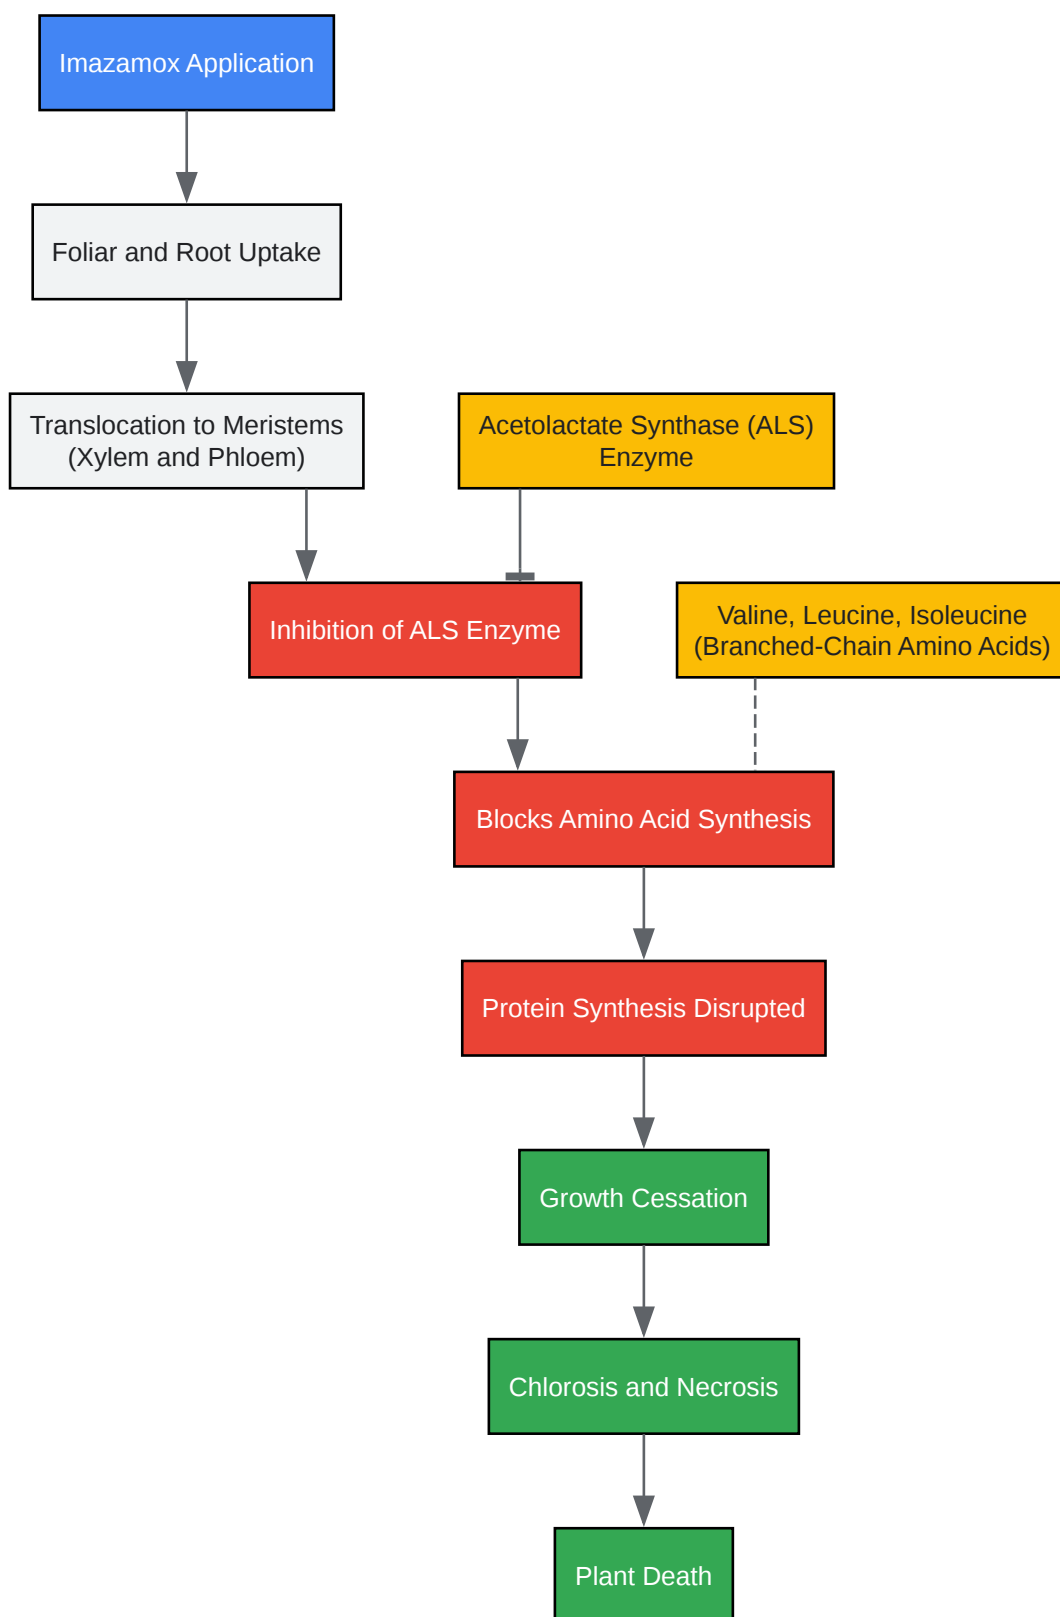 Imazamox Application
Foliar and Root Uptake
Translocation to Meristems
(Xylem and Phloem)
Acetolactate Synthase (ALS)
Enzyme
Inhibition of ALS Enzyme
Valine, Leucine, Isoleucine
(Branched-Chain Amino Acids)
Blocks Amino Acid Synthesis
Protein Synthesis Disrupted
Growth Cessation
Chlorosis and Necrosis
Plant Death